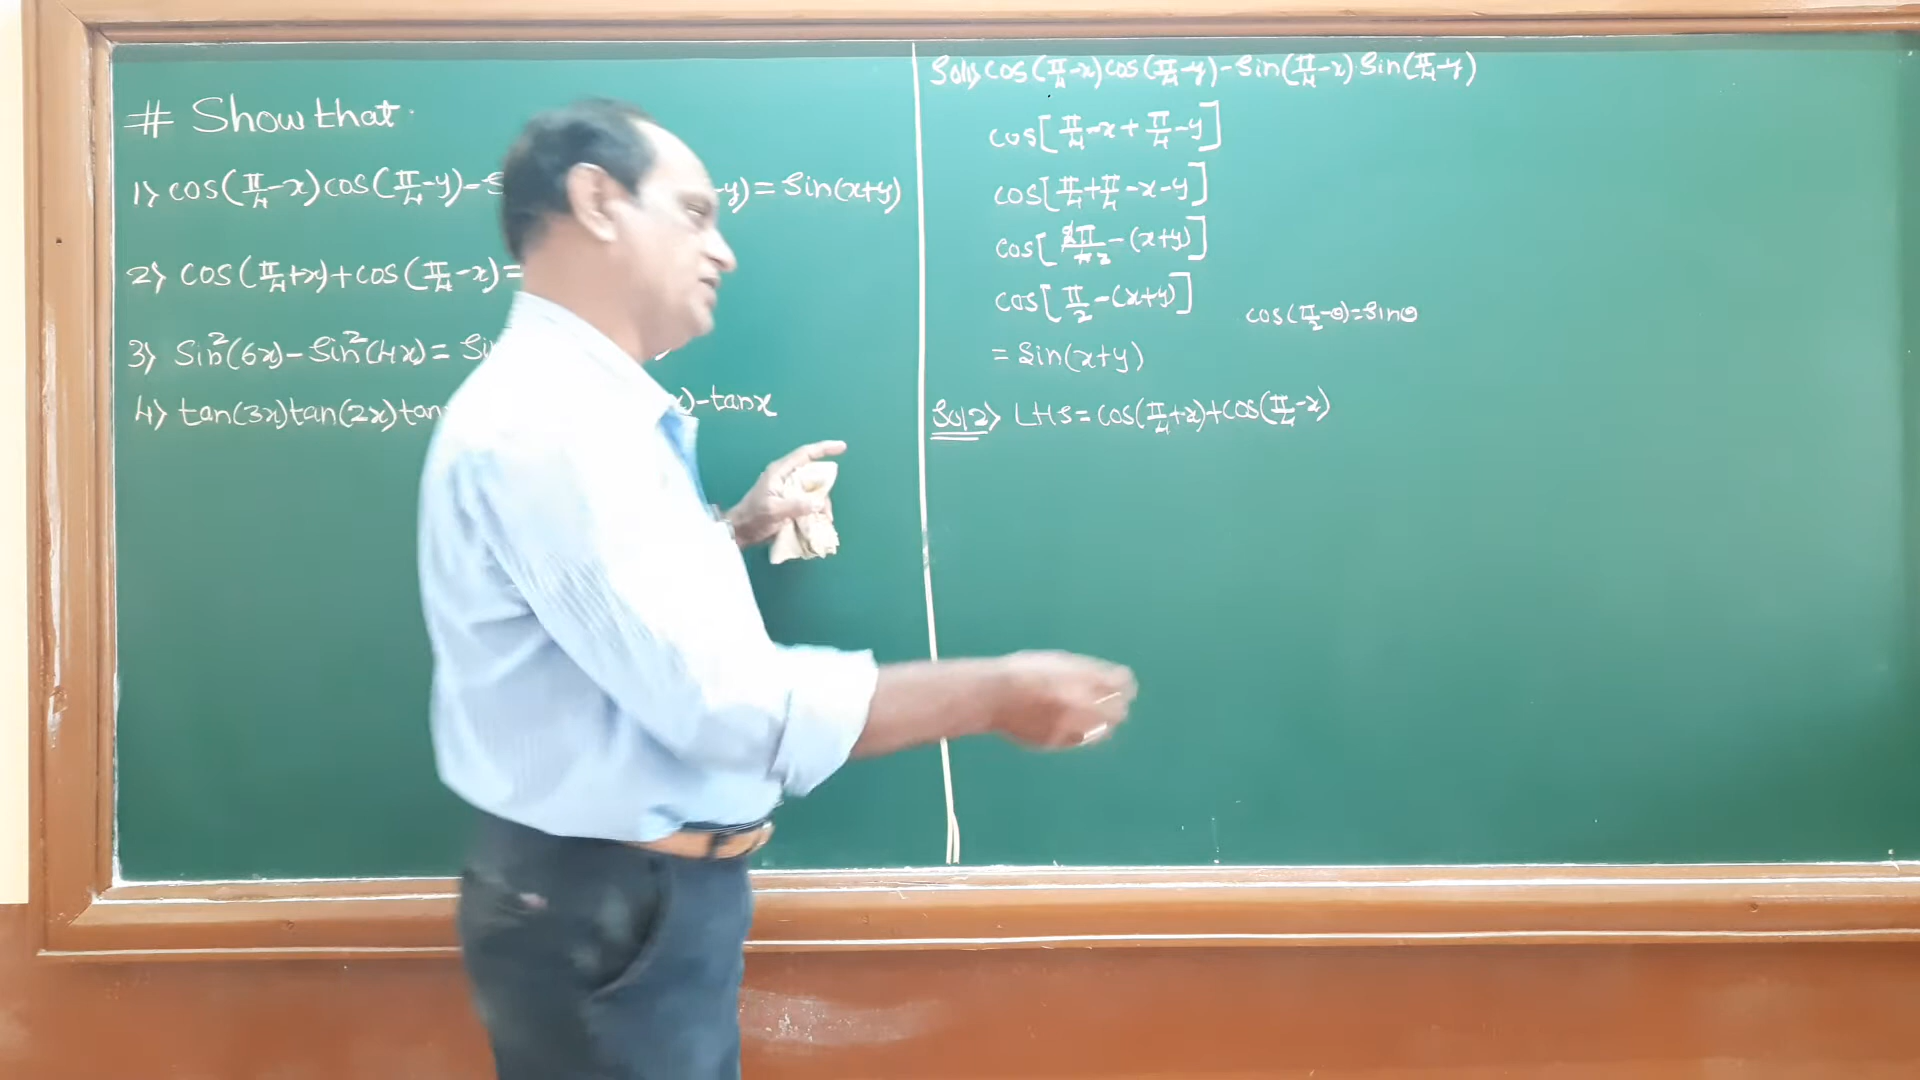 # Show that
1) cos(π/4-x)cos(π/4-y)-S -y)=Sin(x+y)
2) cos(π/4+x)+cos(π/4-x)=
3) Sin²(6x)-Sin²(4x)=Si
4) tan(3x)tan(2x)tan x)-tanx
Sol1) cos(π/4-x)cos(π/4-y)-Sin(π/4-x)Sin(π/4-y)
cos[π/4-x+π/4-y]
cos[π/4+π/4-x-y]
cos[2π/4 2-(x+y)]
cos[π/2-(x+y)]
cos(π/2-θ)=Sinθ
=Sin(x+y)
Sol2) LHS=cos(π/4+x)+cos(π/4-x)